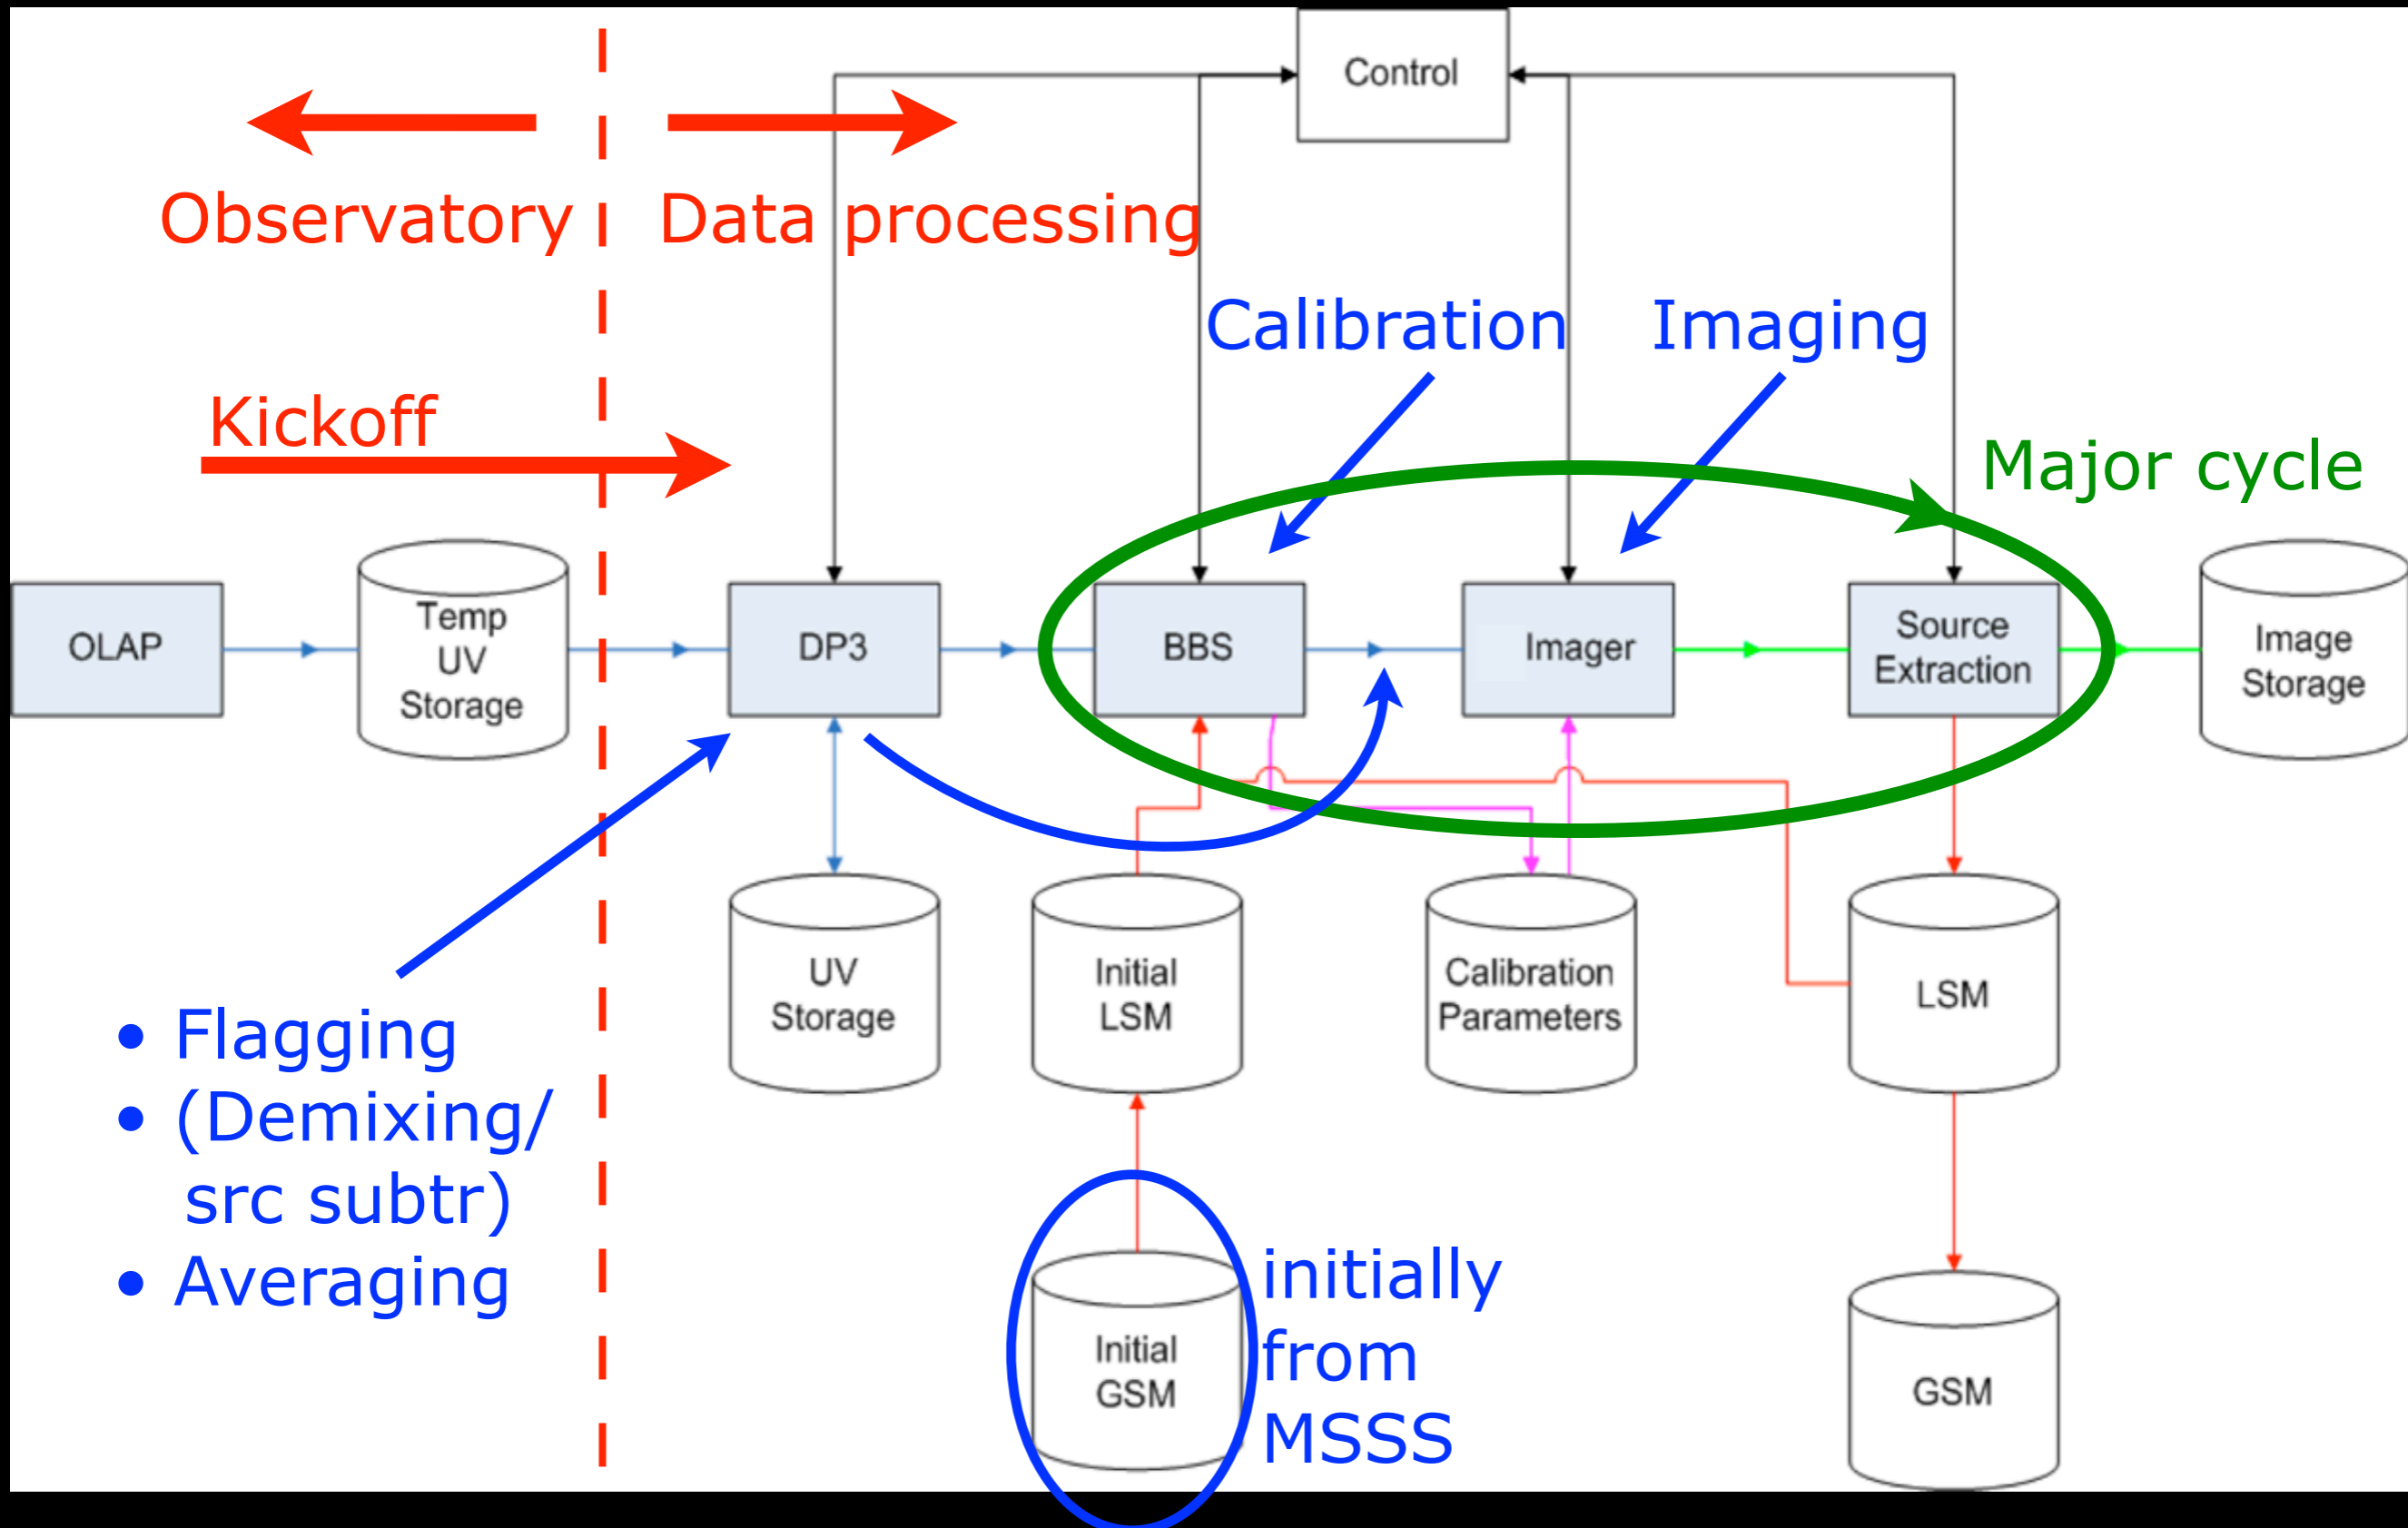 Control
Observatory
Data processing
Calibration
Imaging
Kickoff
Major cycle
OLAP
Temp
UV
Storage
DP3
BBS
Imager
Source
Extraction
Image
Storage
UV
Storage
Initial
LSM
Calibration
Parameters
LSM
• Flagging
• (Demixing/
src subtr)
• Averaging
Initial
GSM
initially
from
MSSS
GSM